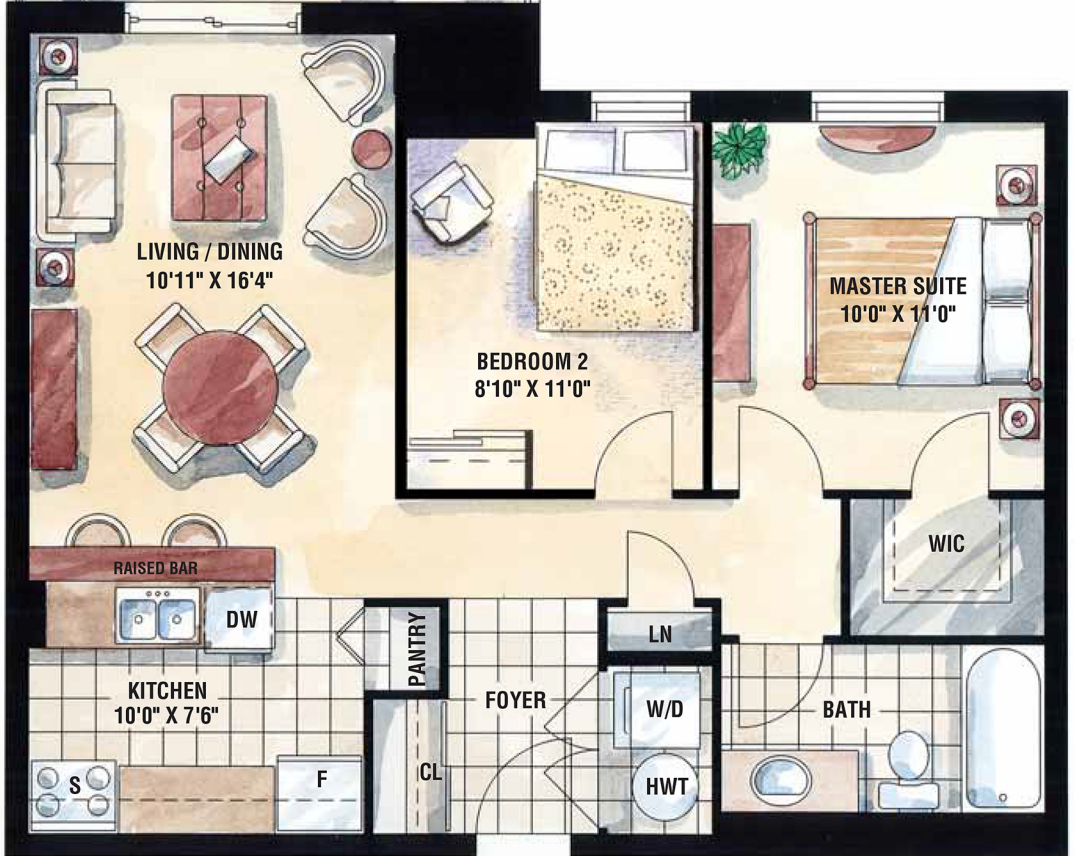 LIVING / DINING
10'11" X 16'4"
MASTER SUITE
10'0" X 11'0"
BEDROOM 2
8'10" X 11'0"
WIC
RAISED BAR
DW
LN
PANTRY
KITCHEN
10'0" X 7'6"
FOYER
W/D
BATH
S
F
CL
HWT